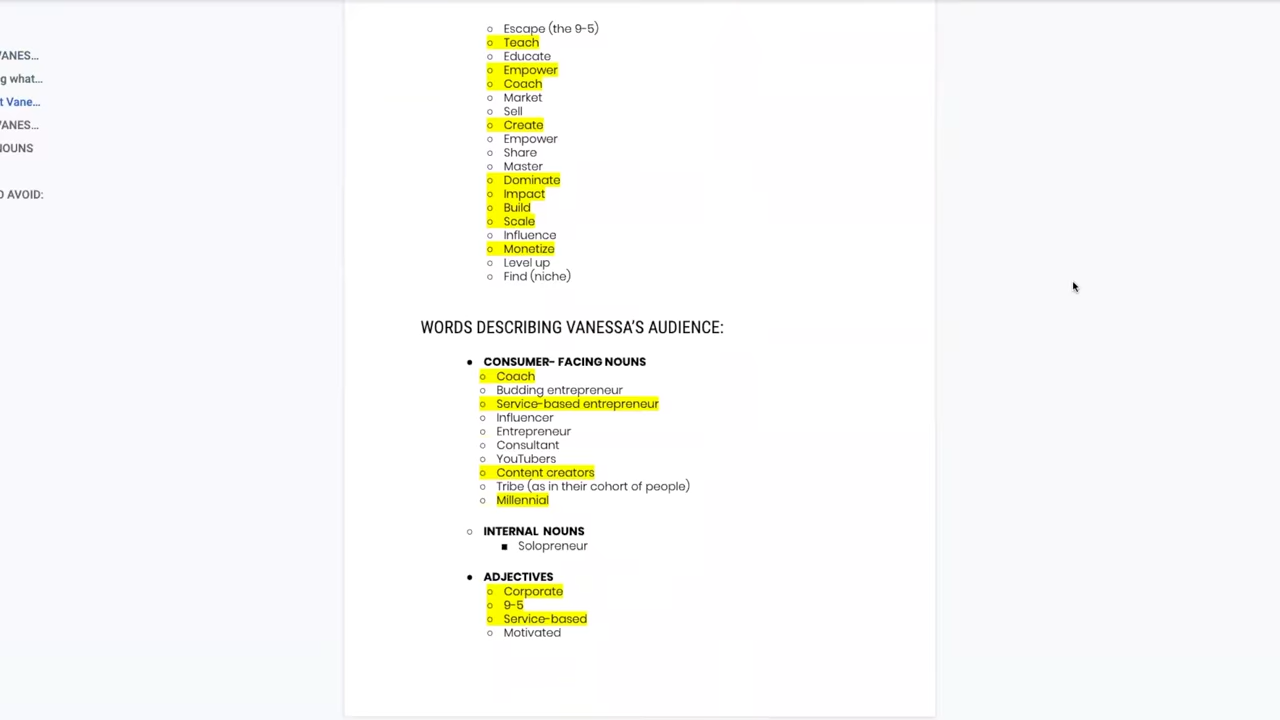 VANES...
g what...
t Vane...
VANES...
NOUNS
O AVOID:
Escape (the 9-5)
Teach
Educate
Empower
Coach
Market
Sell
Create
Empower
Share
Master
Dominate
Impact
Build
Scale
Influence
Monetize
Level up
Find (niche)
WORDS DESCRIBING VANESSA'S AUDIENCE:
CONSUMER- FACING NOUNS
Coach
Budding entrepreneur
Service-based entrepreneur
Influencer
Entrepreneur
Consultant
YouTubers
Content creators
Tribe (as in their cohort of people)
Millennial
INTERNAL NOUNS
Solopreneur
ADJECTIVES
Corporate
9-5
Service-based
Motivated